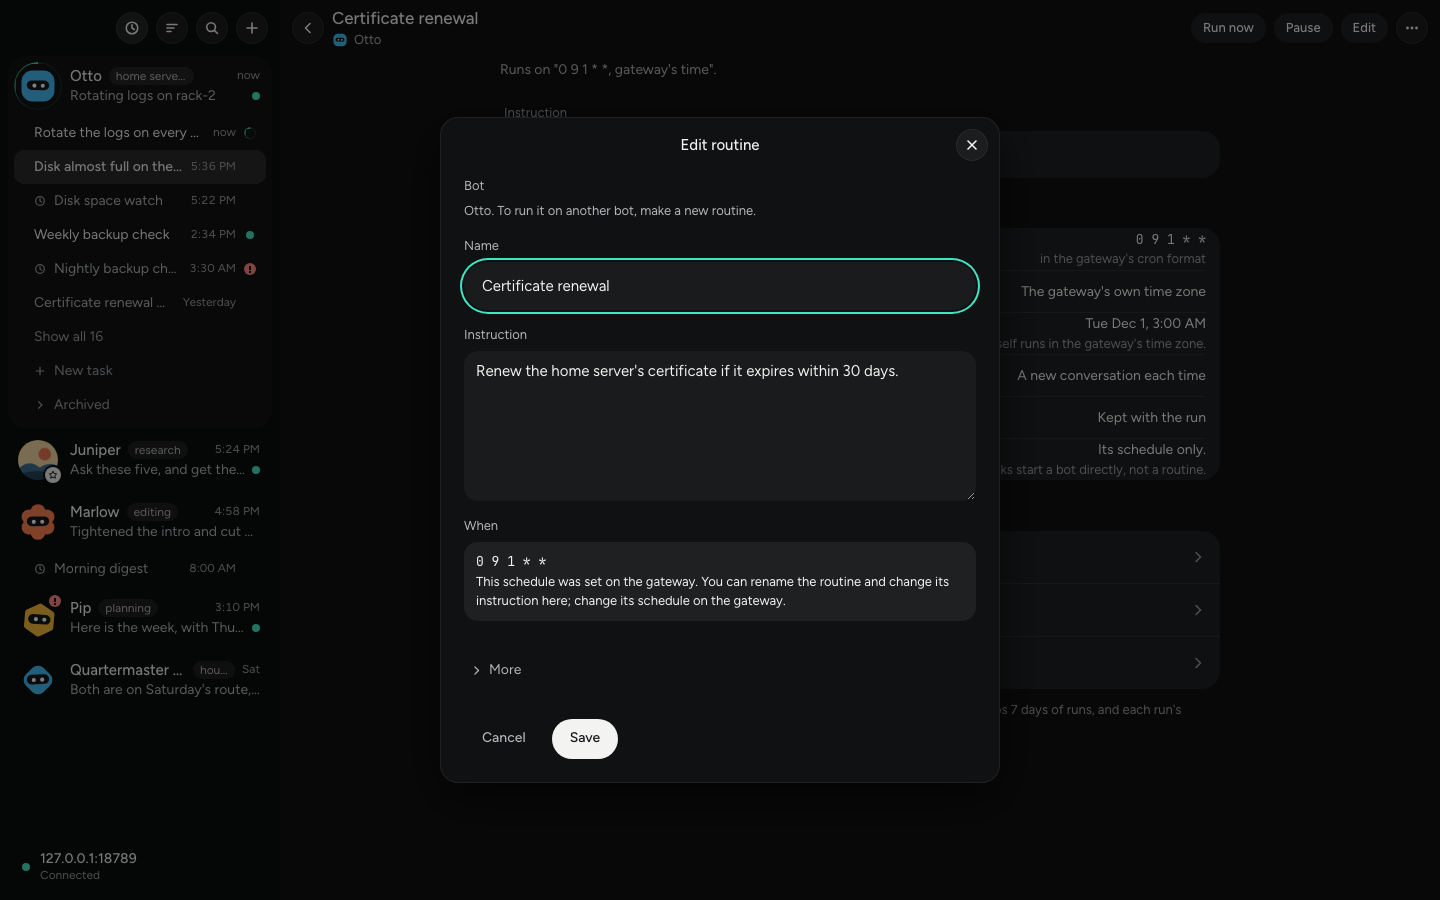 Certificate renewal
Otto
Run now
Pause
Edit
Otto
home serve...
now
Rotating logs on rack-2
Rotate the logs on every ...
now
Disk almost full on the...
5:36 PM
Disk space watch
5:22 PM
Weekly backup check
2:34 PM
Nightly backup ch...
3:30 AM
Certificate renewal ...
Yesterday
Show all 16
New task
Archived
Juniper
research
5:24 PM
Ask these five, and get the...
Marlow
editing
4:58 PM
Tightened the intro and cut ...
Morning digest
8:00 AM
Pip
planning
3:10 PM
Here is the week, with Thu...
Quartermaster ...
hou...
Sat
Both are on Saturday's route,...
127.0.0.1:18789
Connected
Runs on "0 9 1 * *, gateway's time".
Instruction
Edit routine
Bot
Otto. To run it on another bot, make a new routine.
Name
Certificate renewal
Instruction
Renew the home server's certificate if it expires within 30 days.
When
0 9 1 * *
This schedule was set on the gateway. You can rename the routine and change its
instruction here; change its schedule on the gateway.
More
Cancel
Save
0 9 1 * *
in the gateway's cron format
The gateway's own time zone
Tue Dec 1, 3:00 AM
self runs in the gateway's time zone.
A new conversation each time
Kept with the run
Its schedule only.
ks start a bot directly, not a routine.
s 7 days of runs, and each run's